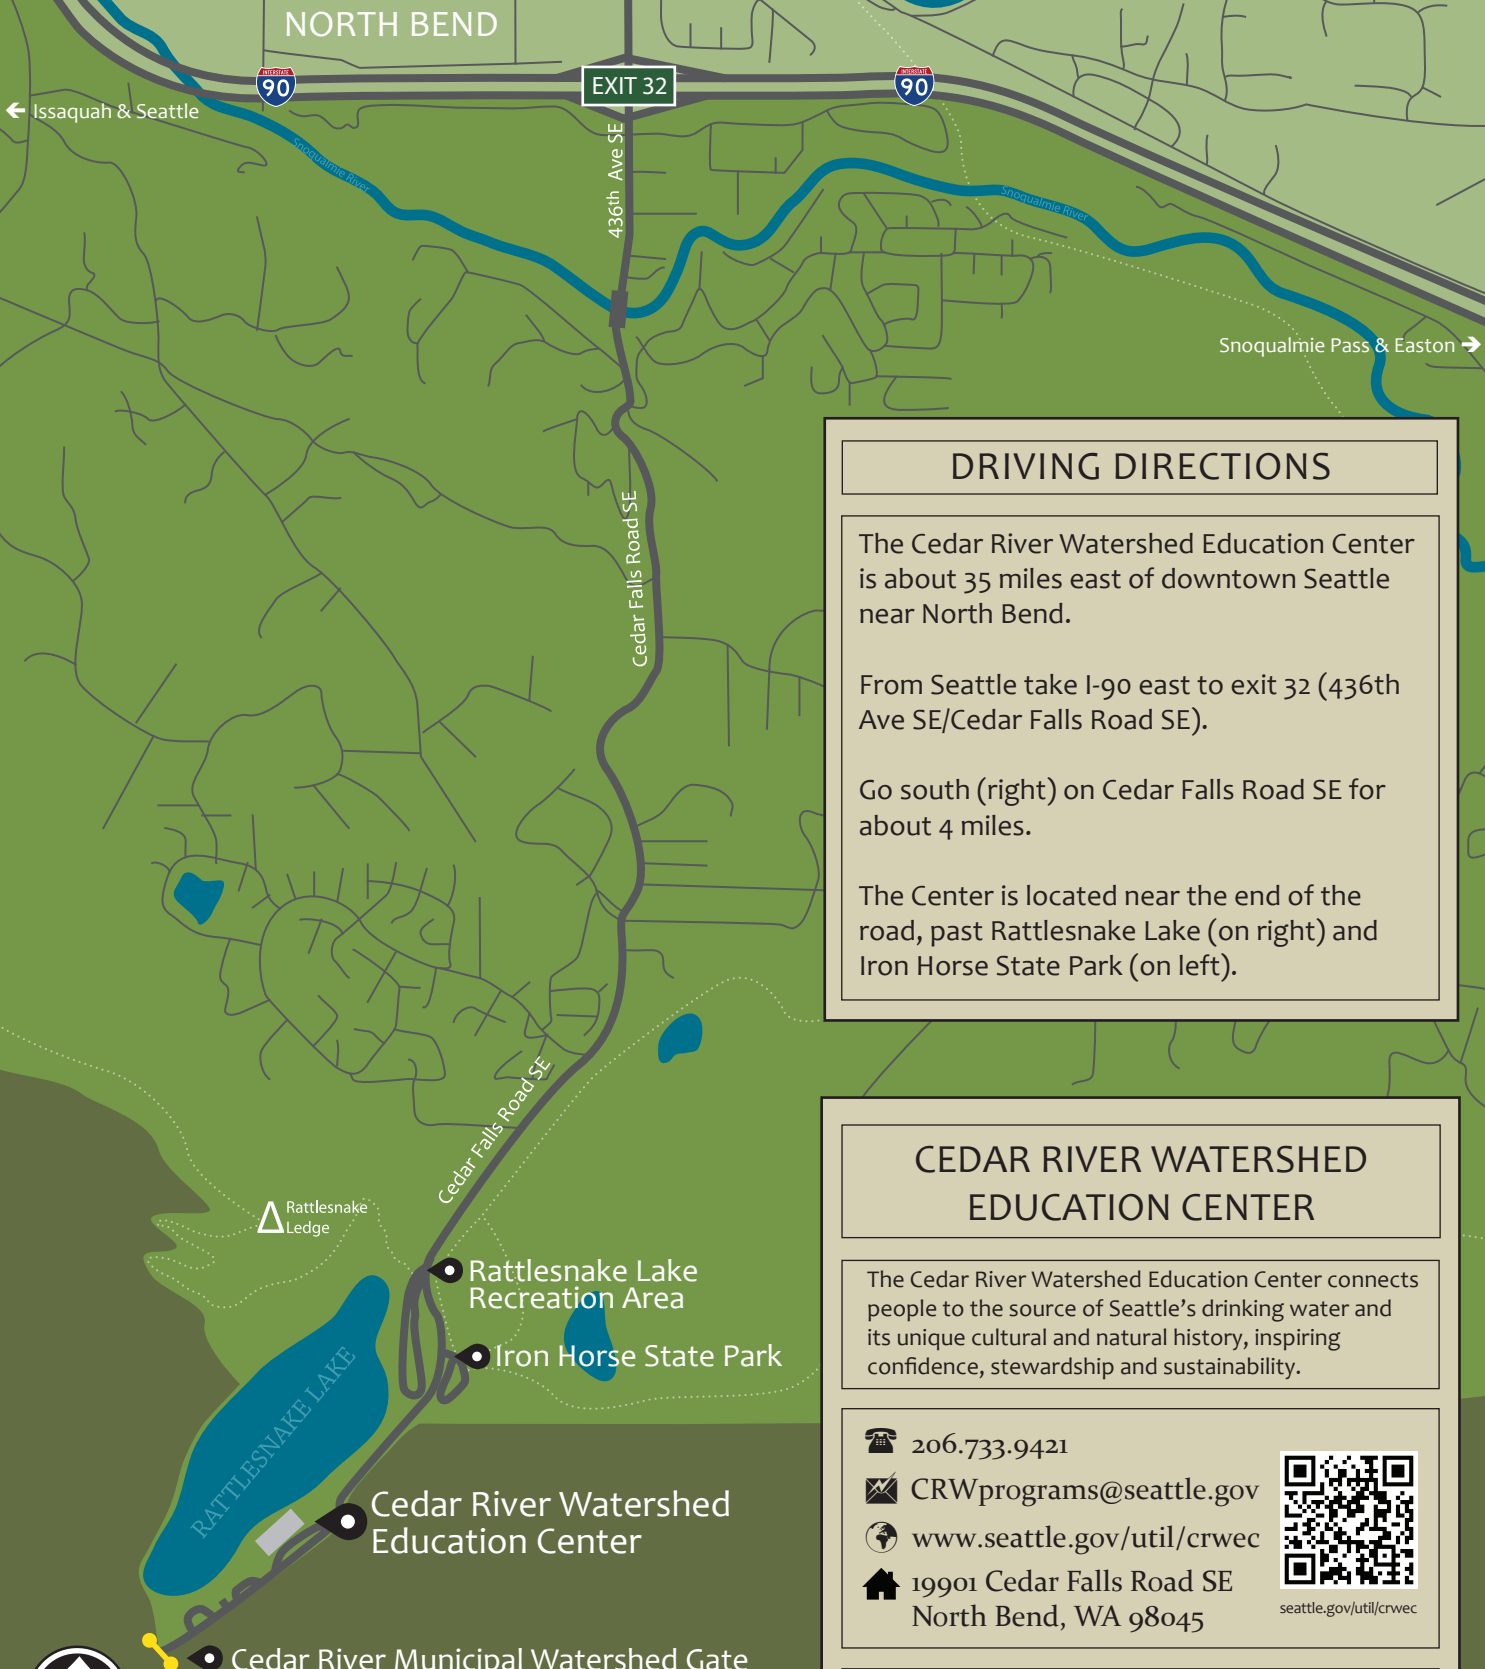 NORTH BEND
INTERSTATE
90
EXIT 32
INTERSTATE
90
Issaquah & Seattle
436th Ave SE
Snoqualmie River
Snoqualmie River
Snoqualmie Pass & Easton
Cedar Falls Road SE
DRIVING DIRECTIONS
The Cedar River Watershed Education Center
is about 35 miles east of downtown Seattle
near North Bend.
From Seattle take I-90 east to exit 32 (436th
Ave SE/Cedar Falls Road SE).
Go south (right) on Cedar Falls Road SE for
about 4 miles.
The Center is located near the end of the
road, past Rattlesnake Lake (on right) and
Iron Horse State Park (on left).
Cedar Falls Road SE
Rattlesnake
Ledge
Rattlesnake Lake
Recreation Area
Iron Horse State Park
RATTLESNAKE LAKE
Cedar River Watershed
Education Center
Cedar River Municipal Watershed Gate
CEDAR RIVER WATERSHED
EDUCATION CENTER
The Cedar River Watershed Education Center connects
people to the source of Seattle's drinking water and
its unique cultural and natural history, inspiring
confidence, stewardship and sustainability.
206.733.9421
CRWprograms@seattle.gov
www.seattle.gov/util/crwec
19901 Cedar Falls Road SE
North Bend, WA 98045
seattle.gov/util/crwec